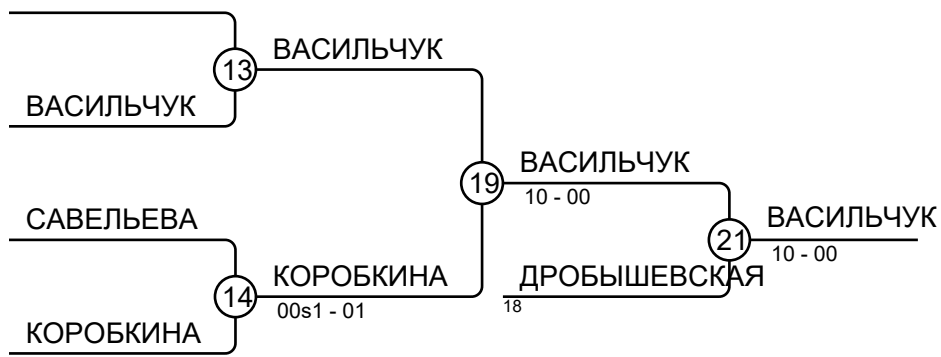 ВАСИЛЬЧУК
13
ВАСИЛЬЧУК
ВАСИЛЬЧУК
19
10 - 00
ВАСИЛЬЧУК
САВЕЛЬЕВА
21
10 - 00
КОРОБКИНА
ДРОБЫШЕВСКАЯ
14
00s1 - 01
18
КОРОБКИНА